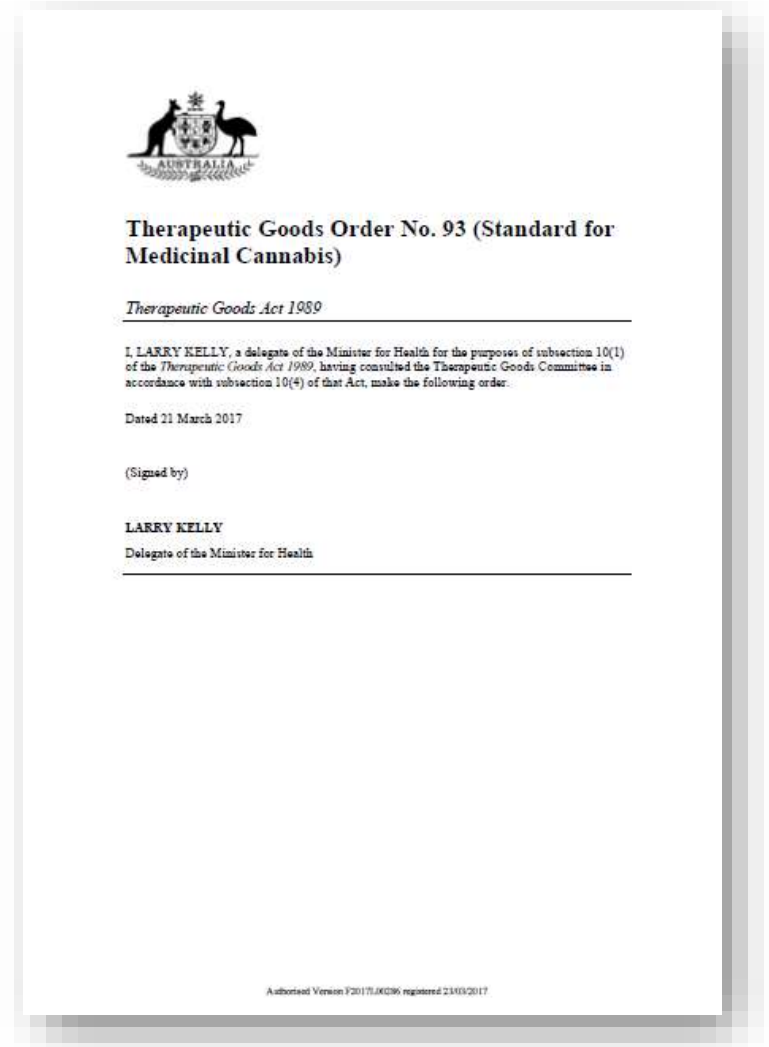 AUSTRALIA
Therapeutic Goods Order No. 93 (Standard for
Medicinal Cannabis)
Therapeutic Goods Act 1989
I, LARRY KELLY, a delegate of the Minister for Health for the purposes of subsection 10(1)
of the Therapeutic Goods Act 1989, having consulted the Therapeutic Goods Committee in
accordance with subsection 10(4) of that Act, make the following order.
Dated 21 March 2017
(Signed by)
LARRY KELLY
Delegate of the Minister for Health
Authorised Version F2017L00286 registered 23/03/2017